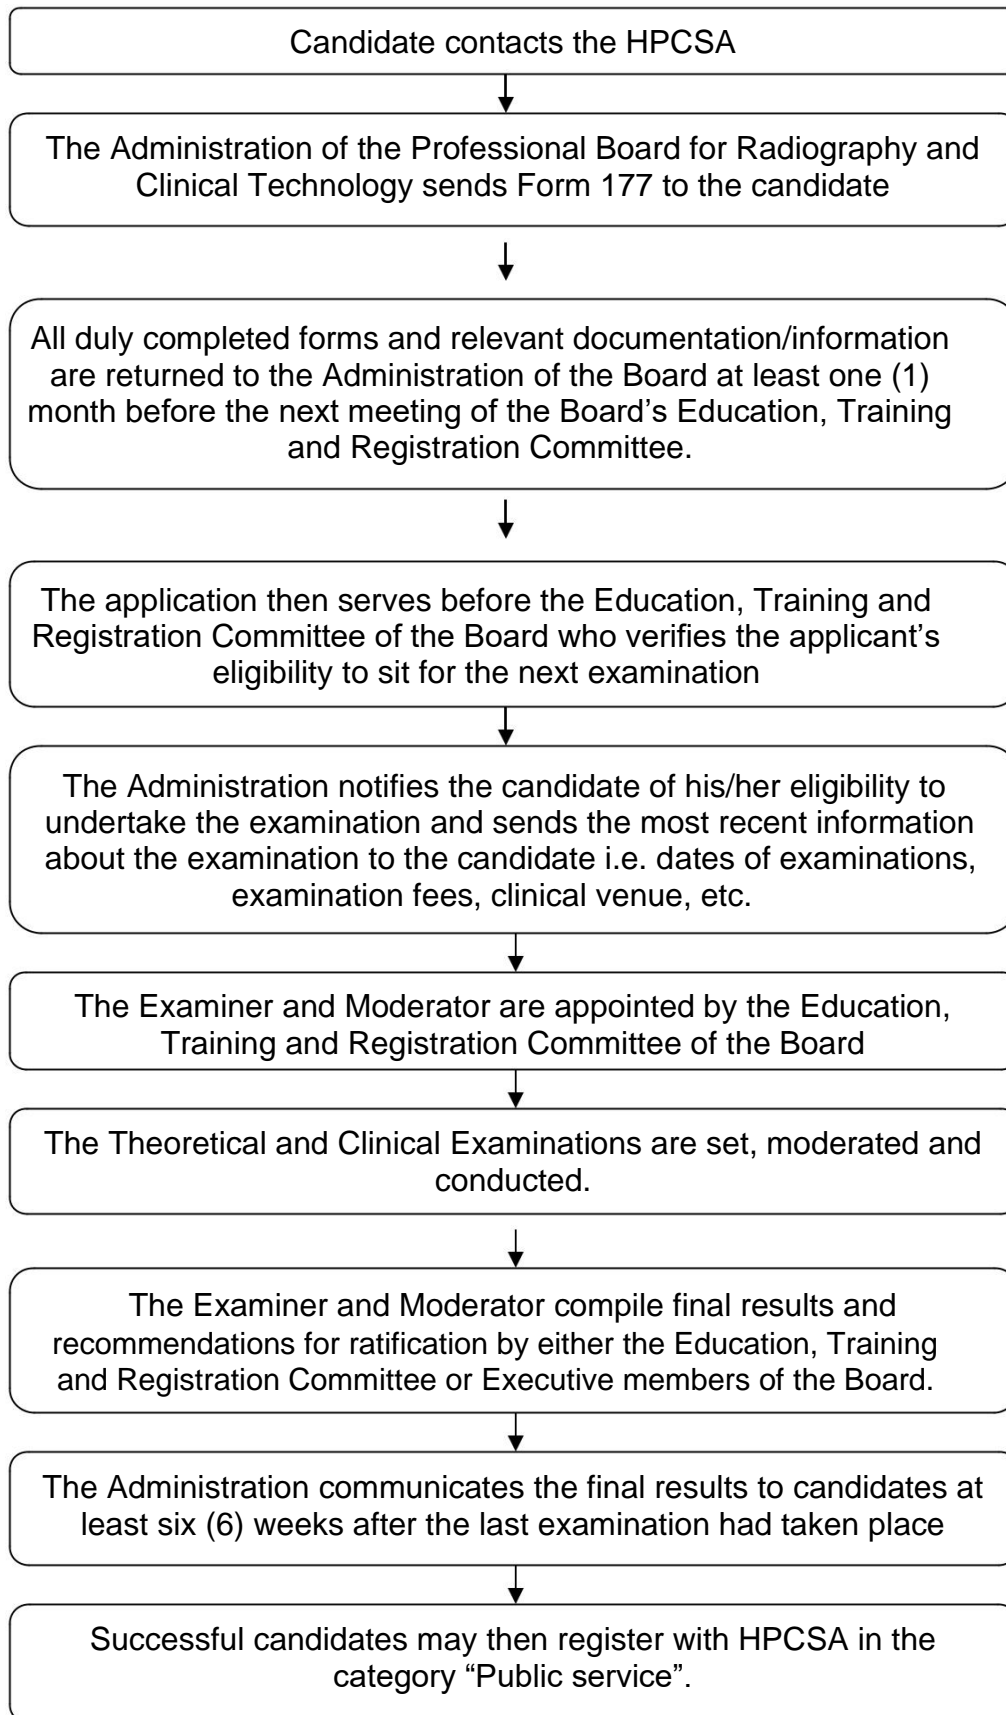 Candidate contacts the HPCSA
The Administration of the Professional Board for Radiography and
Clinical Technology sends Form 177 to the candidate
All duly completed forms and relevant documentation/information
are returned to the Administration of the Board at least one (1)
month before the next meeting of the Board’s Education, Training
and Registration Committee.
The application then serves before the Education, Training and
Registration Committee of the Board who verifies the applicant’s
eligibility to sit for the next examination
The Administration notifies the candidate of his/her eligibility to
undertake the examination and sends the most recent information
about the examination to the candidate i.e. dates of examinations,
examination fees, clinical venue, etc.
The Examiner and Moderator are appointed by the Education,
Training and Registration Committee of the Board
The Theoretical and Clinical Examinations are set, moderated and
conducted.
The Examiner and Moderator compile final results and
recommendations for ratification by either the Education, Training
and Registration Committee or Executive members of the Board.
The Administration communicates the final results to candidates at
least six (6) weeks after the last examination had taken place
Successful candidates may then register with HPCSA in the
category “Public service”.